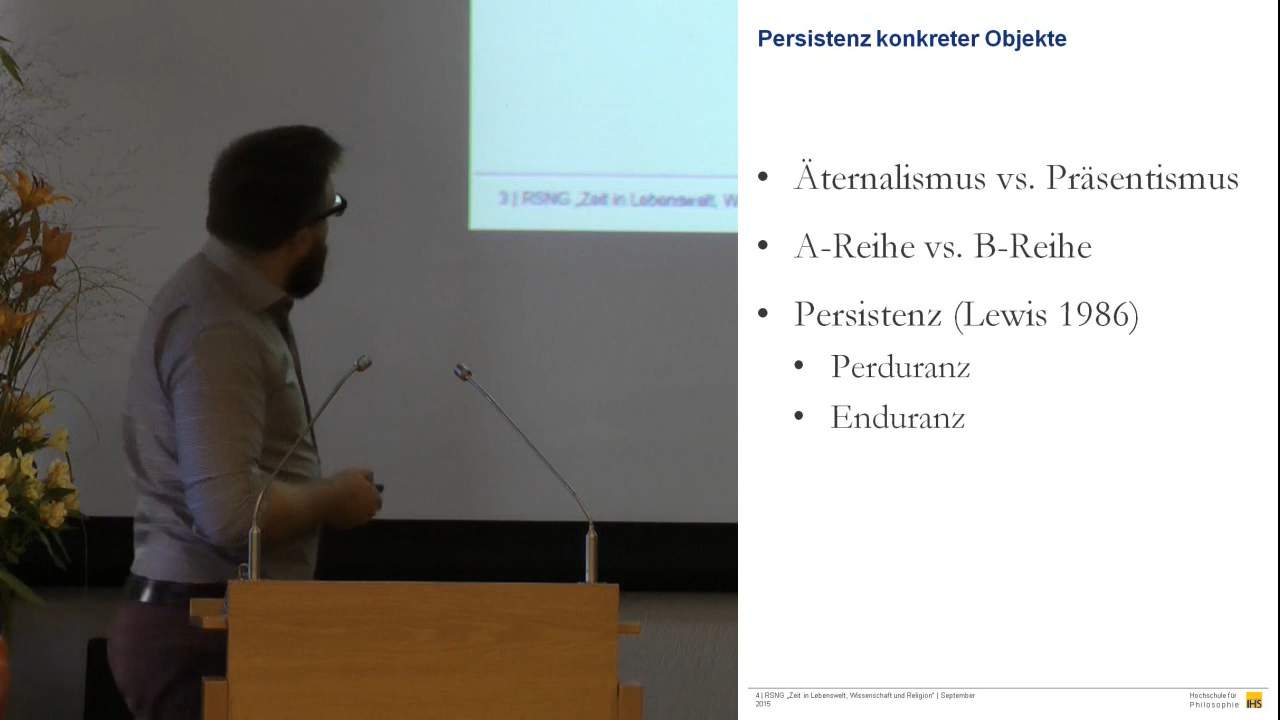 3 | RSNG „Zeit in Lebenswelt, W
Persistenz konkreter Objekte
• Äternalismus vs. Präsentismus
• A-Reihe vs. B-Reihe
• Persistenz (Lewis 1986)
• Perduranz
• Enduranz
4 | RSNG „Zeit in Lebenswelt, Wissenschaft und Religion“ | September
2015
Hochschule für
Philosophie IHS